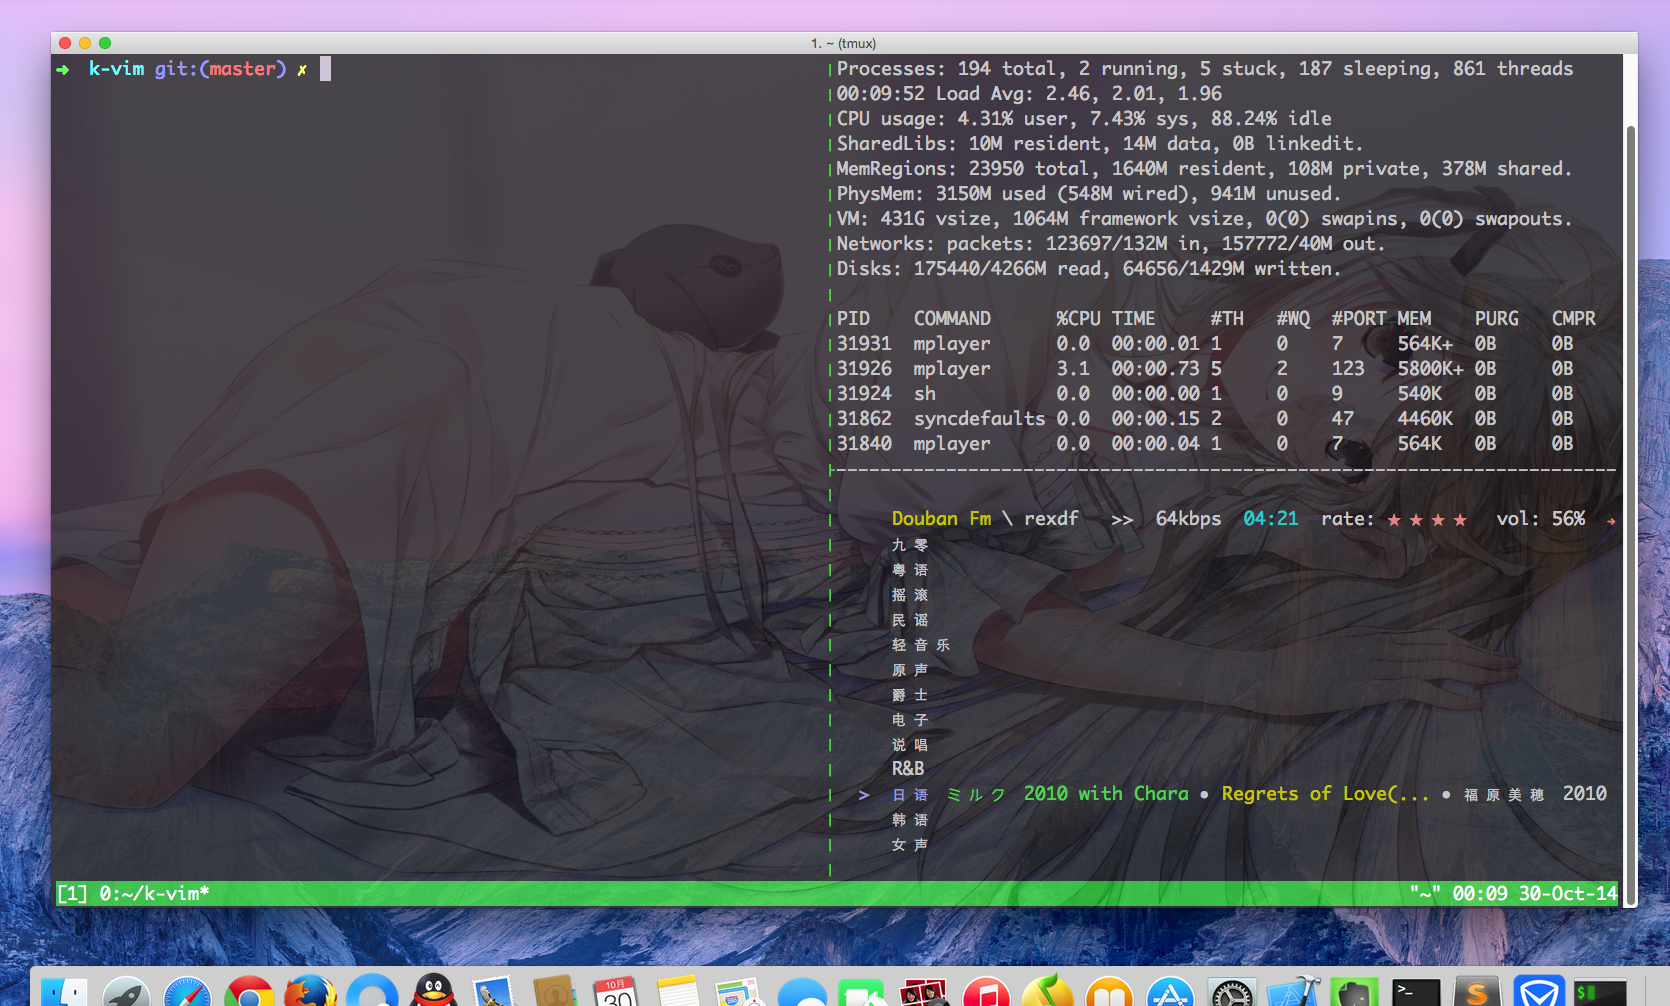 1. ~ (tmux)
➜ k-vim git:(master) ✗
Processes: 194 total, 2 running, 5 stuck, 187 sleeping, 861 threads
00:09:52 Load Avg: 2.46, 2.01, 1.96
CPU usage: 4.31% user, 7.43% sys, 88.24% idle
SharedLibs: 10M resident, 14M data, 0B linkedit.
MemRegions: 23950 total, 1640M resident, 108M private, 378M shared.
PhysMem: 3150M used (548M wired), 941M unused.
VM: 431G vsize, 1064M framework vsize, 0(0) swapins, 0(0) swapouts.
Networks: packets: 123697/132M in, 157772/40M out.
Disks: 175440/4266M read, 64656/1429M written.
PID COMMAND %CPU TIME #TH #WQ #PORT MEM PURG CMPR
31931 mplayer 0.0 00:00.01 1 0 7 564K+ 0B 0B
31926 mplayer 3.1 00:00.73 5 2 123 5800K+ 0B 0B
31924 sh 0.0 00:00.00 1 0 9 540K 0B 0B
31862 syncdefaults 0.0 00:00.15 2 0 47 4460K 0B 0B
31840 mplayer 0.0 00:00.04 1 0 7 564K 0B 0B
Douban Fm \ rexdf >> 64kbps 04:21 rate: ★ ★ ★ ★ vol: 56% →
九零
粤语
摇滚
民谣
轻音乐
原声
爵士
电子
说唱
R&B
> 日语 ミルク 2010 with Chara ● Regrets of Love(... ● 福原美穂 2010
韩语
女声
[1] 0:~/k-vim* "~" 00:09 30-Oct-14
10月
30
>_
S
$